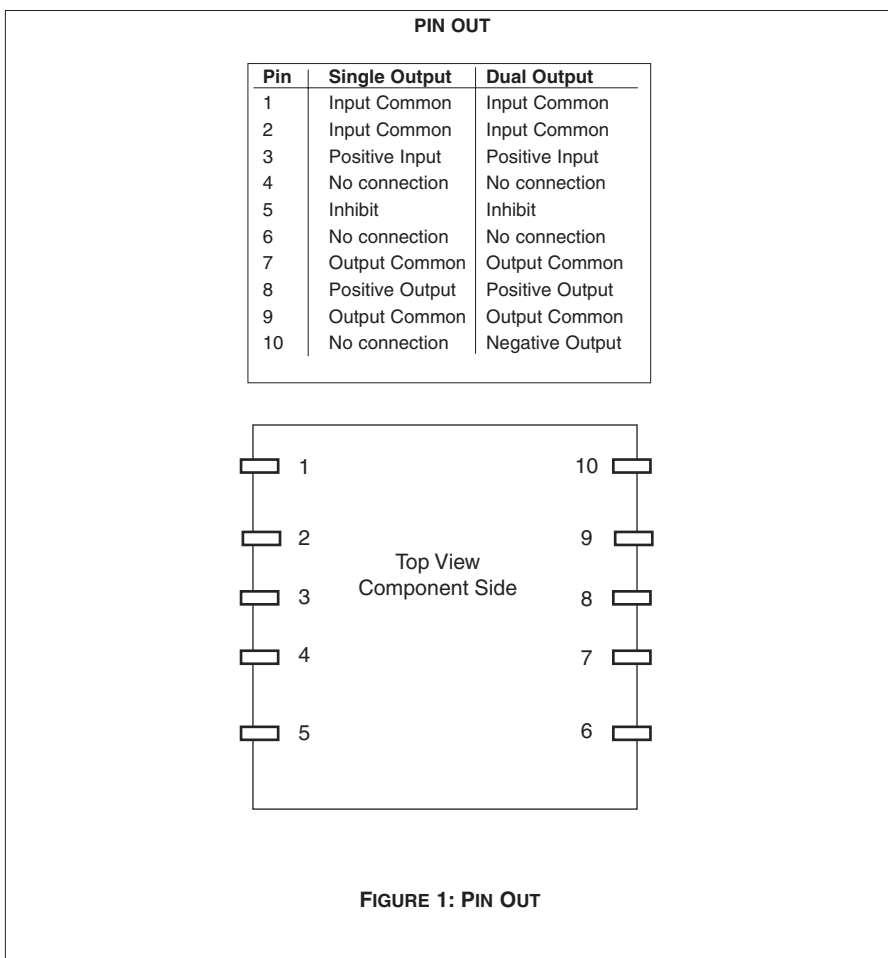 PIN OUT
Pin Single Output Dual Output
1 Input Common Input Common
2 Input Common Input Common
3 Positive Input Positive Input
4 No connection No connection
5 Inhibit Inhibit
6 No connection No connection
7 Output Common Output Common
8 Positive Output Positive Output
9 Output Common Output Common
10 No connection Negative Output
1 10
2 9
Top View
Component Side
3 8
4 7
5 6
FIGURE 1: PIN OUT